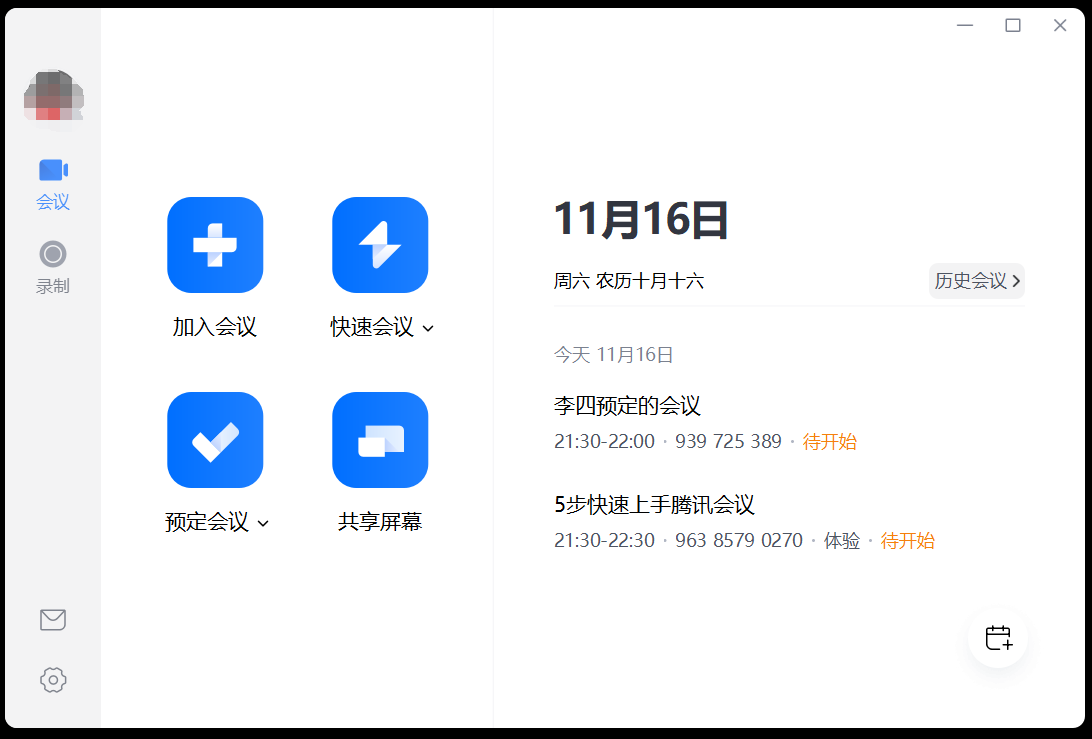 会议
录制
加入会议
快速会议
预定会议
共享屏幕
11月16日
周六 农历十月十六
历史会议
今天 11月16日
李四预定的会议
21:30-22:00 · 939 725 389 · 待开始
5步快速上手腾讯会议
21:30-22:30 · 963 8579 0270 · 体验 · 待开始